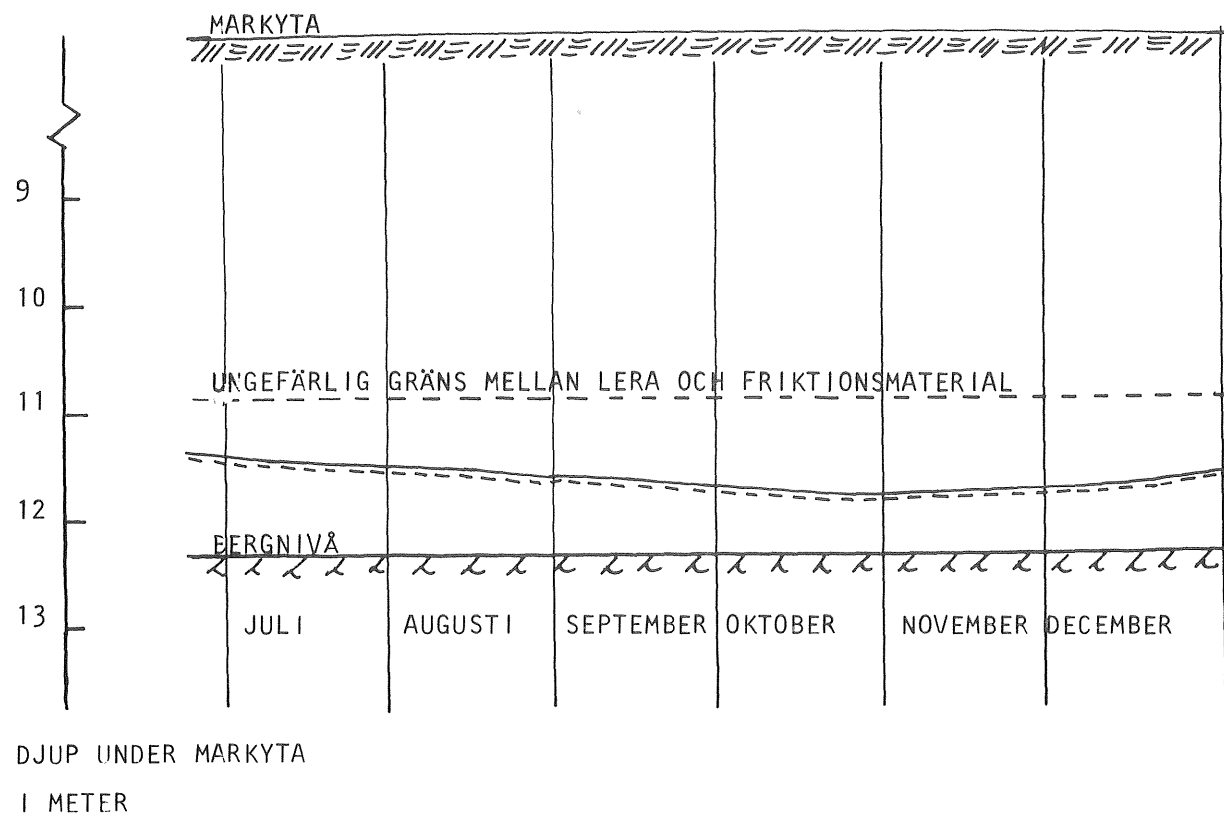 MARKYTA
9
10
UNGEFÄRLIG GRÄNS MELLAN LERA OCH FRIKTIONSMATERIAL
11
12
BERGNIVÅ
13
JULI AUGUSTI SEPTEMBER OKTOBER NOVEMBER DECEMBER
DJUP UNDER MARKYTA
I METER